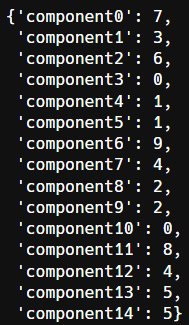 {'component0': 7,
'component1': 3,
'component2': 6,
'component3': 0,
'component4': 1,
'component5': 1,
'component6': 9,
'component7': 4,
'component8': 2,
'component9': 2,
'component10': 0,
'component11': 8,
'component12': 4,
'component13': 5,
'component14': 5}